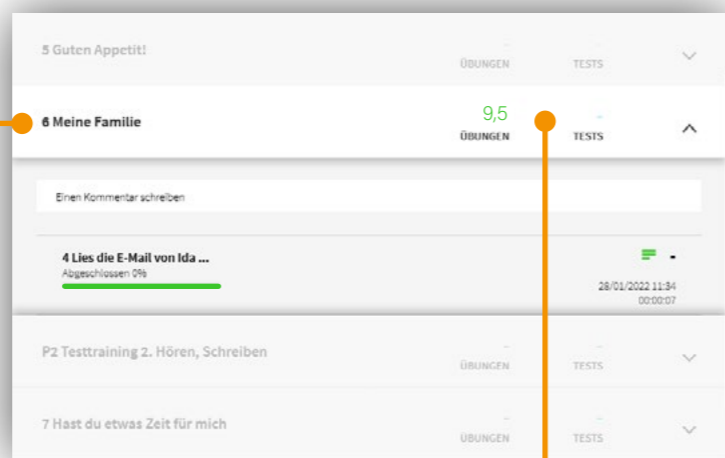 5 Guten Appetit!
-
ÜBUNGEN
-
TESTS
6 Meine Familie
9,5
ÜBUNGEN
-
TESTS
Einen Kommentar schreiben
4 Lies die E-Mail von Ida ...
-
Abgeschlossen 0%
28/01/2022 11:34
00:00:07
P2 Testtraining 2. Hören, Schreiben
-
ÜBUNGEN
-
TESTS
7 Hast du etwas Zeit für mich
-
ÜBUNGEN
-
TESTS